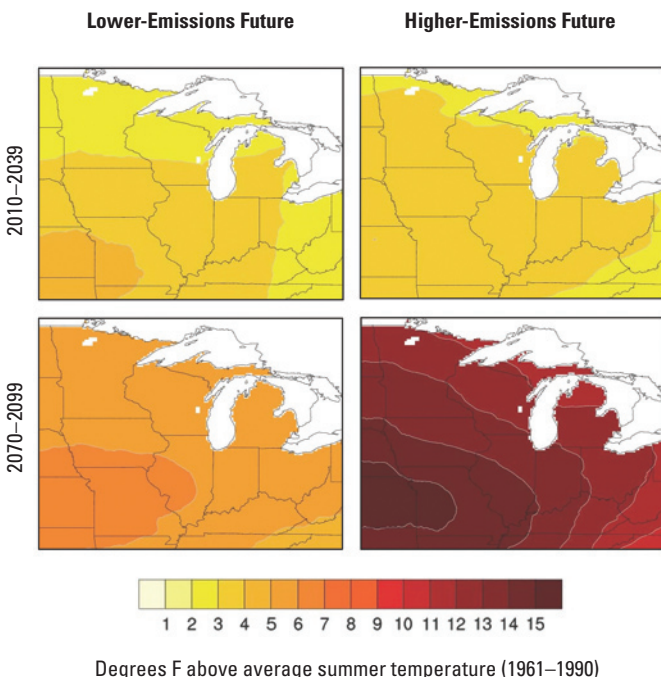 Lower-Emissions Future
Higher-Emissions Future
2010–2039
2070–2099
1 2 3 4 5 6 7 8 9 10 11 12 13 14 15
Degrees F above average summer temperature (1961–1990)